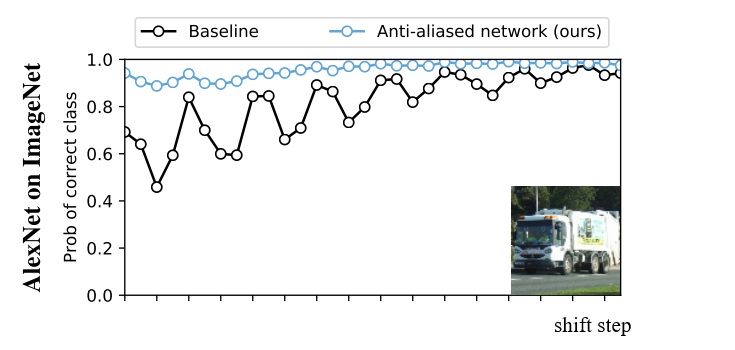 Baseline
Anti-aliased network (ours)
AlexNet on ImageNet
Prob of correct class
1.0
0.8
0.6
0.4
0.2
0.0
shift step